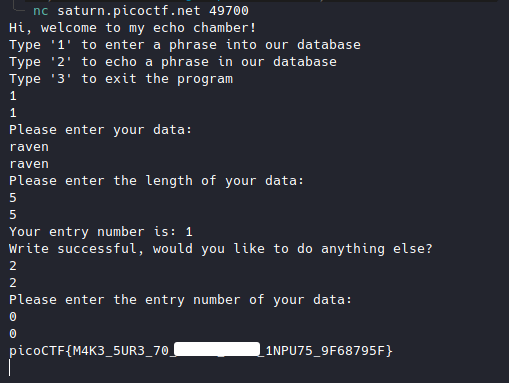 nc saturn.picoctf.net 49700
Hi, welcome to my echo chamber!
Type '1' to enter a phrase into our database
Type '2' to echo a phrase in our database
Type '3' to exit the program
1
1
Please enter your data:
raven
raven
Please enter the length of your data:
5
5
Your entry number is: 1
Write successful, would you like to do anything else?
2
2
Please enter the entry number of your data:
0
0
picoCTF{M4K3_5UR3_70_ _ _1NPU75_9F68795F}